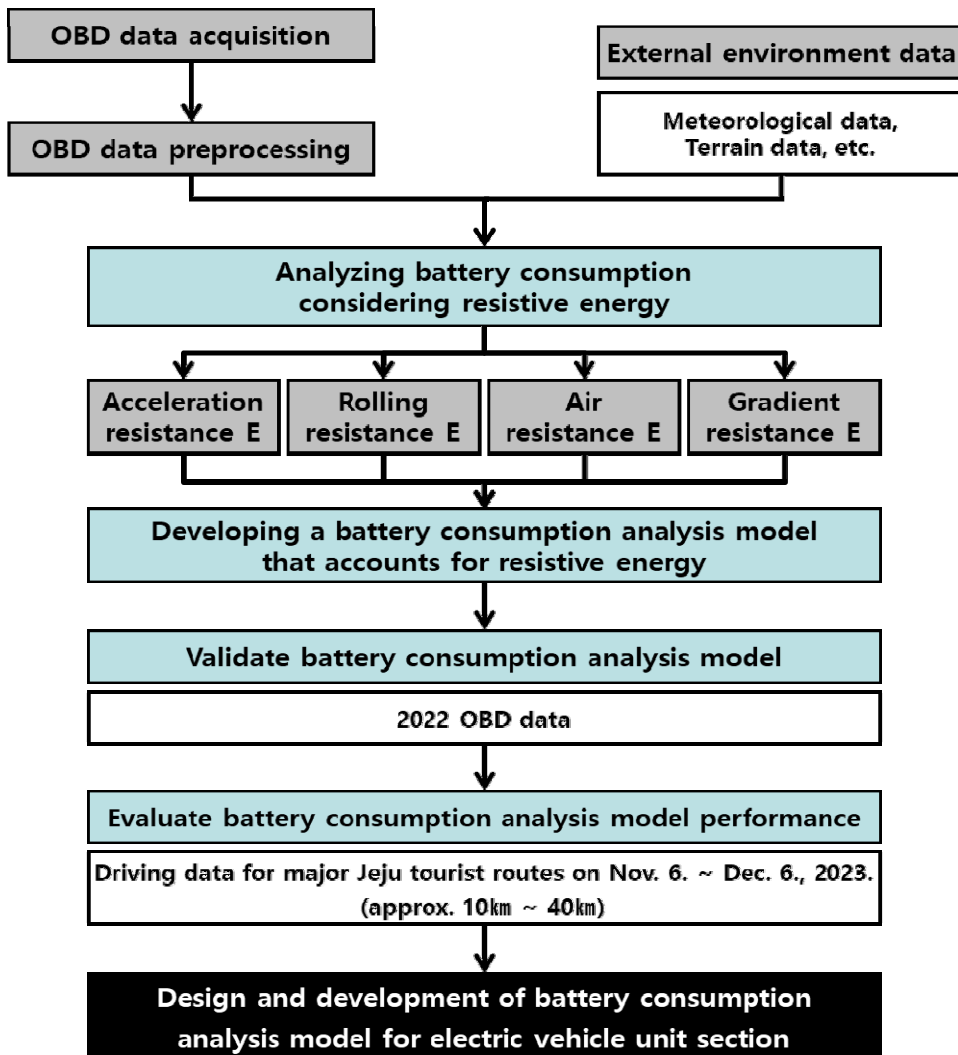 OBD data acquisition
External environment data
OBD data preprocessing
Meteorological data,
Terrain data, etc.
Analyzing battery consumption
considering resistive energy
Acceleration
resistance E
Rolling
resistance E
Air
resistance E
Gradient
resistance E
Developing a battery consumption analysis model
that accounts for resistive energy
Validate battery consumption analysis model
2022 OBD data
Evaluate battery consumption analysis model performance
Driving data for major Jeju tourist routes on Nov. 6. ~ Dec. 6., 2023.
(approx. 10㎞ ~ 40㎞)
Design and development of battery consumption
analysis model for electric vehicle unit section